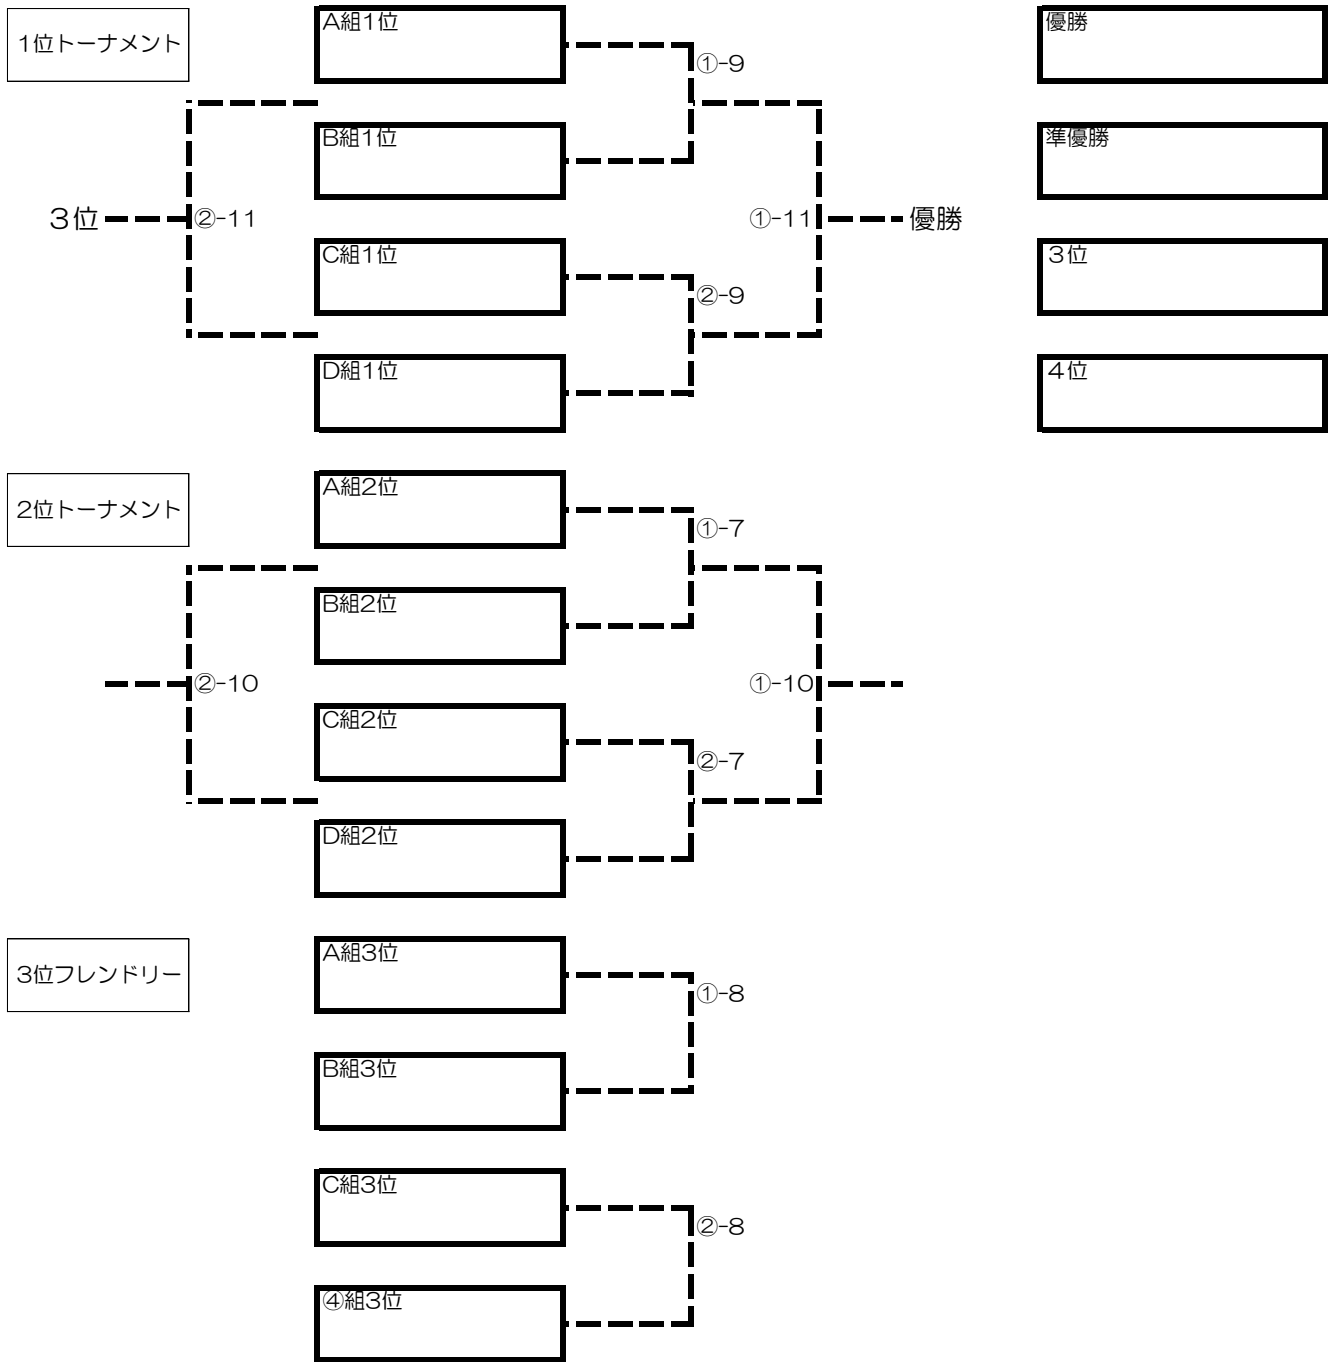 1位トーナメント
A組1位
①-9
優勝
B組1位
準優勝
３位
②-11
①-11
優勝
C組1位
３位
②-9
D組1位
４位
2位トーナメント
A組2位
①-7
B組2位
②-10
①-10
C組2位
②-7
D組2位
3位フレンドリー
A組3位
①-8
B組3位
C組3位
②-8
④組3位